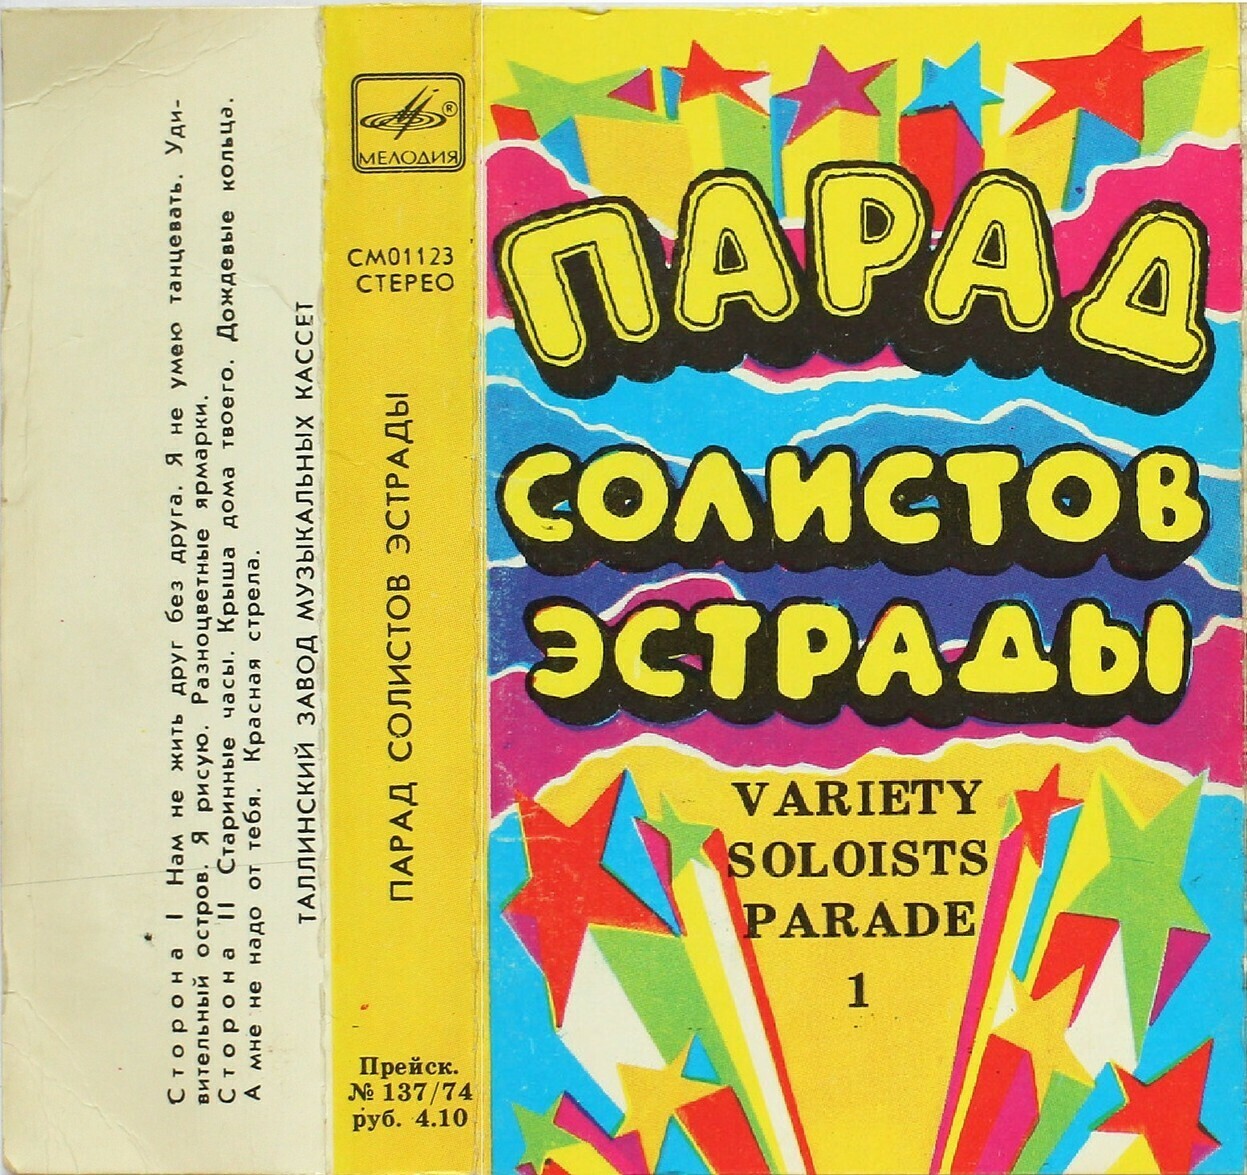 Сторона I Нам не жить друг без друга. Я не умею танцевать. Уди-
вительный остров. Я рисую. Разноцветные ярмарки.
Сторона II Старинные часы. Крыша дома твоего. Дождевые кольца.
А мне не надо от тебя. Красная стрела.
ТАЛЛИНСКИЙ ЗАВОД МУЗЫКАЛЬНЫХ КАССЕТ
®
МЕЛОДИЯ
СМ01123
СТЕРЕО
ПАРАД СОЛИСТОВ ЭСТРАДЫ
Прейск.
№ 137/74
руб. 4.10
ПАРАД
СОЛИСТОВ
ЭСТРАДЫ
VARIETY
SOLOISTS
PARADE
1